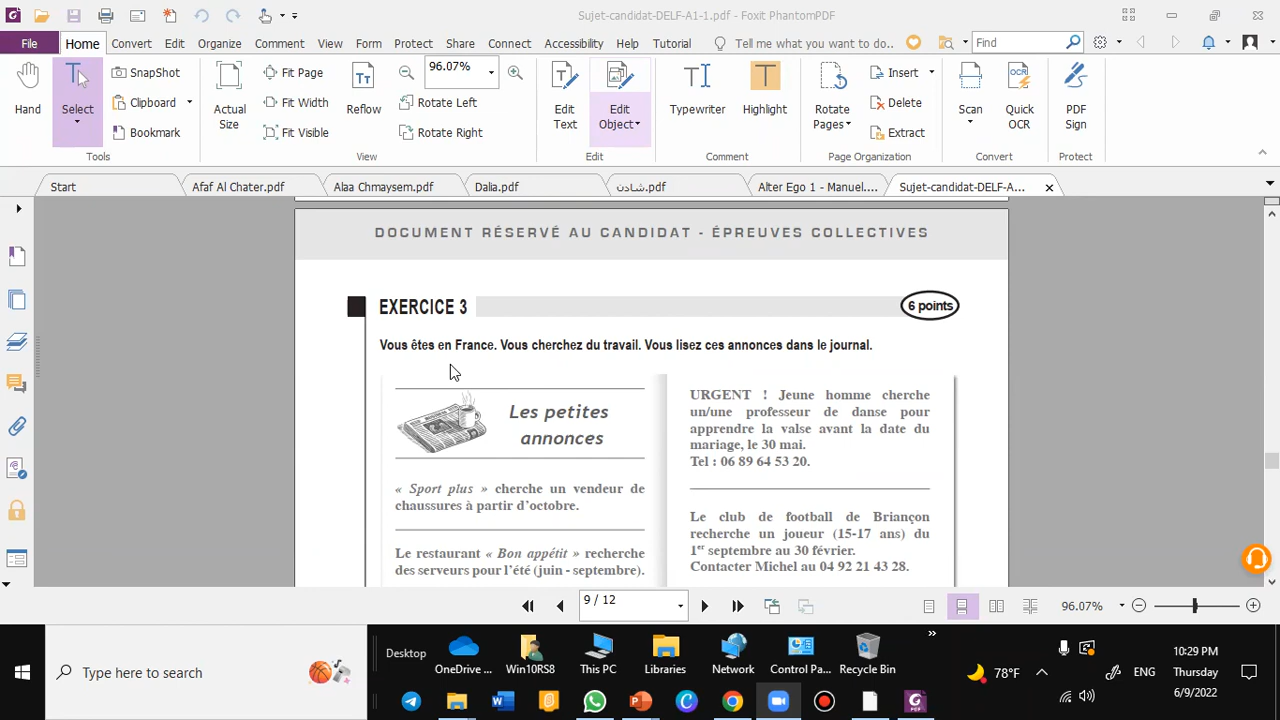 Sujet-candidat-DELF-A1-1.pdf - Foxit PhantomPDF
File Home Convert Edit Organize Comment View Form Protect Share Connect Accessibility Help Tutorial Tell me what you want to do.. Find
Hand
Select
SnapShot
Clipboard
Bookmark
Tools
Actual Size
Fit Page
Fit Width
Fit Visible
Reflow
96.07%
Rotate Left
Rotate Right
View
Edit Text
Edit Object
Edit
Typewriter
Highlight
Comment
Rotate Pages
Insert
Delete
Extract
Page Organization
Scan
Quick OCR
Convert
PDF Sign
Protect
Start Afaf Al Chater.pdf Alaa Chmaysem.pdf Dalia.pdf شادن.pdf Alter Ego 1 - Manuel.... Sujet-candidat-DELF-A...
DOCUMENT RÉSERVÉ AU CANDIDAT - ÉPREUVES COLLECTIVES
EXERCICE 3
6 points
Vous êtes en France. Vous cherchez du travail. Vous lisez ces annonces dans le journal.
Les petites
annonces
« Sport plus » cherche un vendeur de
chaussures à partir d'octobre.
Le restaurant « Bon appétit » recherche
des serveurs pour l'été (juin - septembre).
URGENT ! Jeune homme cherche
un/une professeur de danse pour
apprendre la valse avant la date du
mariage, le 30 mai.
Tel : 06 89 64 53 20.
Le club de football de Briançon
recherche un joueur (15-17 ans) du
1er septembre au 30 février.
Contacter Michel au 04 92 21 43 28.
9 / 12
96.07%
Type here to search
Desktop
OneDrive ...
Win10RS8
This PC
Libraries
Network
Control Pa...
Recycle Bin
78°F
ENG
10:29 PM
Thursday
6/9/2022